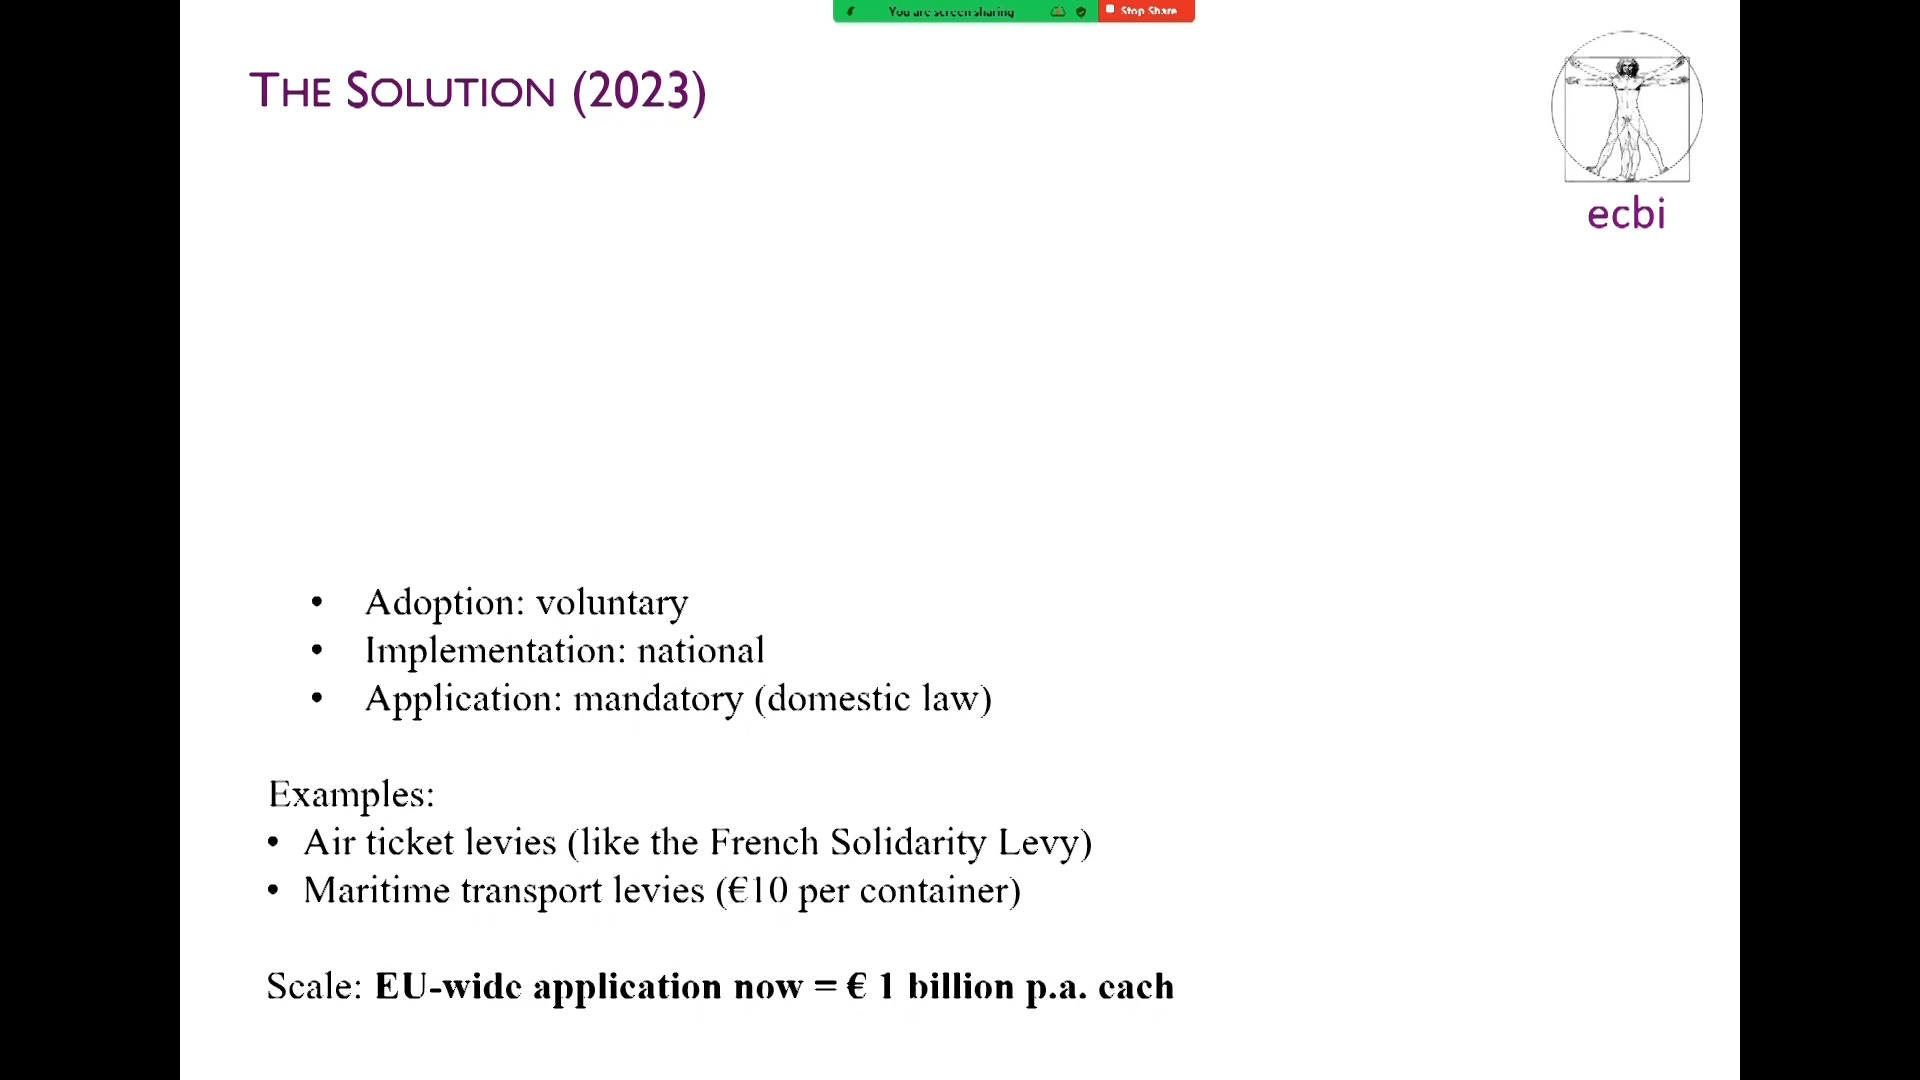 You are screen sharing
Stop Share
THE SOLUTION (2023)
ecbi
• Adoption: voluntary
• Implementation: national
• Application: mandatory (domestic law)
Examples:
• Air ticket levies (like the French Solidarity Levy)
• Maritime transport levies (€10 per container)
Scale: EU-wide application now = € 1 billion p.a. each